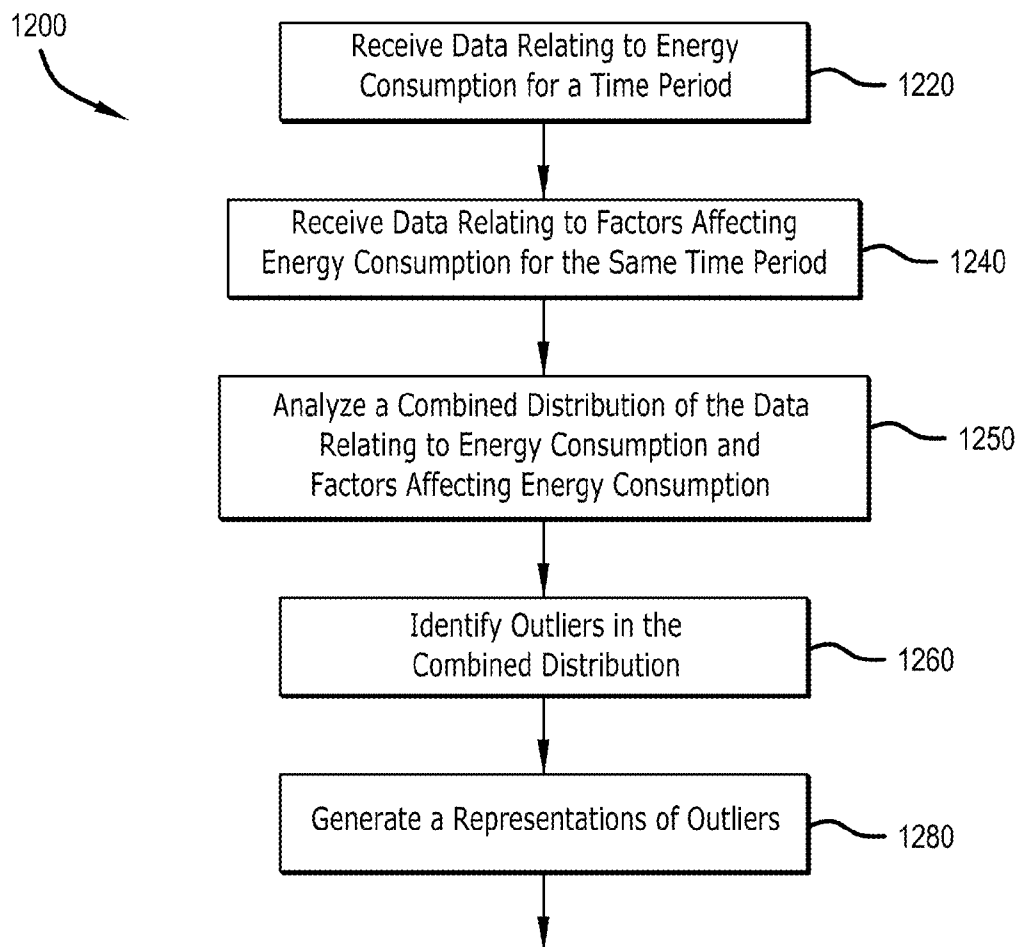 1200
Receive Data Relating to Energy
Consumption for a Time Period
1220
Receive Data Relating to Factors Affecting
Energy Consumption for the Same Time Period
1240
Analyze a Combined Distribution of the Data
Relating to Energy Consumption and
Factors Affecting Energy Consumption
1250
Identify Outliers in the
Combined Distribution
1260
Generate a Representations of Outliers
1280